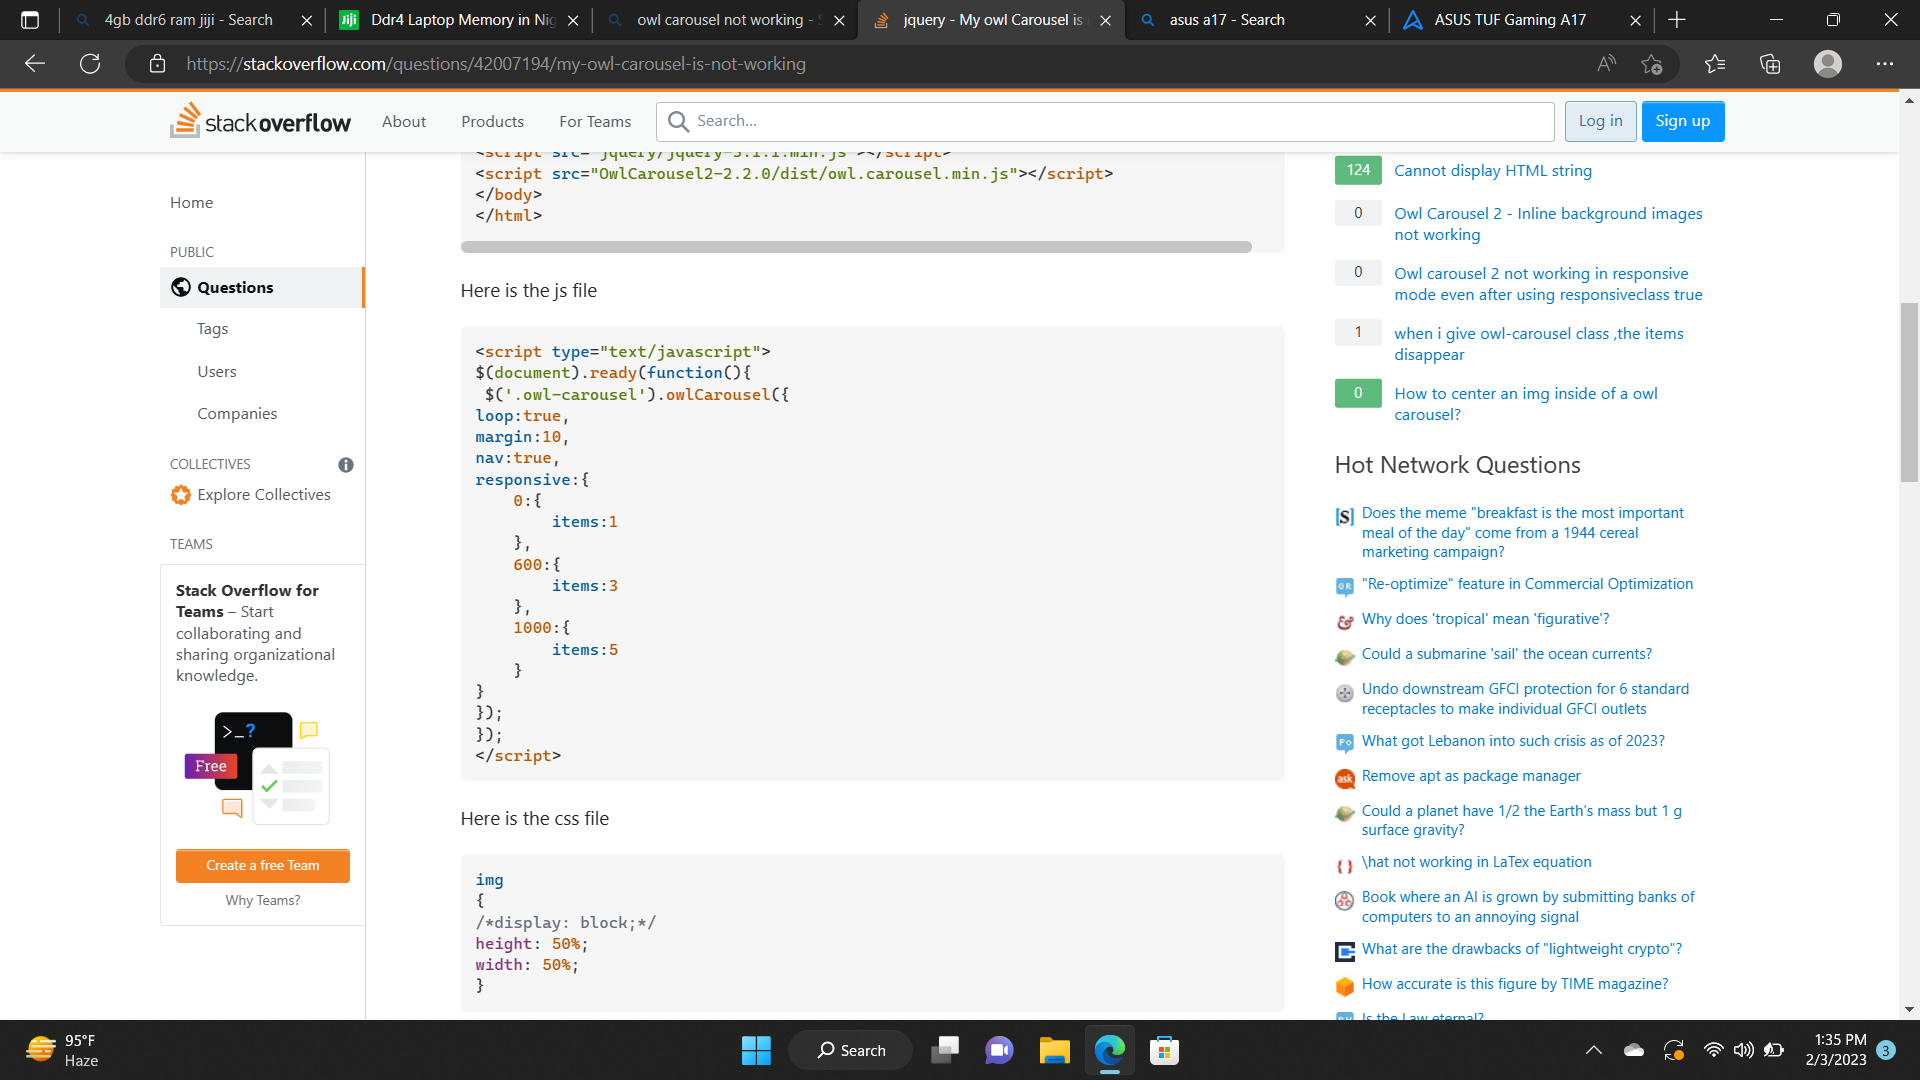 4gb ddr6 ram jiji - Search
Ddr4 Laptop Memory in Nig
owl carousel not working - S
jquery - My owl Carousel is
asus a17 - Search
ASUS TUF Gaming A17
https://stackoverflow.com/questions/42007194/my-owl-carousel-is-not-working
stack overflow
About
Products
For Teams
Search...
Log in
Sign up
Home
PUBLIC
Questions
Tags
Users
Companies
COLLECTIVES
Explore Collectives
TEAMS
Stack Overflow for
Teams – Start
collaborating and
sharing organizational
knowledge.
>_?
Free
Create a free Team
Why Teams?
<script src="jquery/jquery-3.1.1.min.js"></script>
<script src="OwlCarousel2-2.2.0/dist/owl.carousel.min.js"></script>
</body>
</html>
Here is the js file
<script type="text/javascript">
$(document).ready(function(){
$('.owl-carousel').owlCarousel({
loop:true,
margin:10,
nav:true,
responsive:{
0:{
items:1
},
600:{
items:3
},
1000:{
items:5
}
}
});
});
</script>
Here is the css file
img
{
/*display: block;*/
height: 50%;
width: 50%;
}
124 Cannot display HTML string
0 Owl Carousel 2 - Inline background images
not working
0 Owl carousel 2 not working in responsive
mode even after using responsiveclass true
1 when i give owl-carousel class ,the items
disappear
0 How to center an img inside of a owl
carousel?
Hot Network Questions
Does the meme "breakfast is the most important
meal of the day" come from a 1944 cereal
marketing campaign?
"Re-optimize" feature in Commercial Optimization
Why does 'tropical' mean 'figurative'?
Could a submarine 'sail' the ocean currents?
Undo downstream GFCI protection for 6 standard
receptacles to make individual GFCI outlets
What got Lebanon into such crisis as of 2023?
Remove apt as package manager
Could a planet have 1/2 the Earth's mass but 1 g
surface gravity?
\hat not working in LaTex equation
Book where an AI is grown by submitting banks of
computers to an annoying signal
What are the drawbacks of "lightweight crypto"?
How accurate is this figure by TIME magazine?
Is the Law eternal?
95°F
Haze
Search
1:35 PM
2/3/2023
3